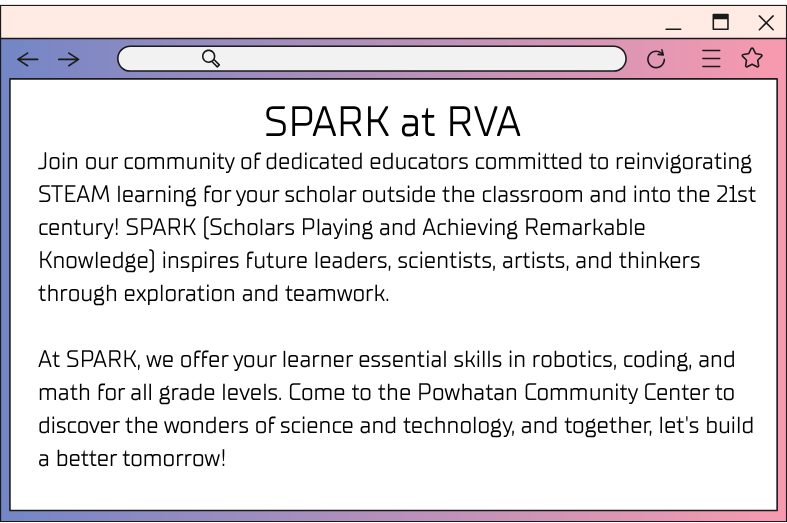 SPARK at RVA
Join our community of dedicated educators committed to reinvigorating
STEAM learning for your scholar outside the classroom and into the 21st
century! SPARK (Scholars Playing and Achieving Remarkable
Knowledge) inspires future leaders, scientists, artists, and thinkers
through exploration and teamwork.
At SPARK, we offer your learner essential skills in robotics, coding, and
math for all grade levels. Come to the Powhatan Community Center to
discover the wonders of science and technology, and together, let's build
a better tomorrow!